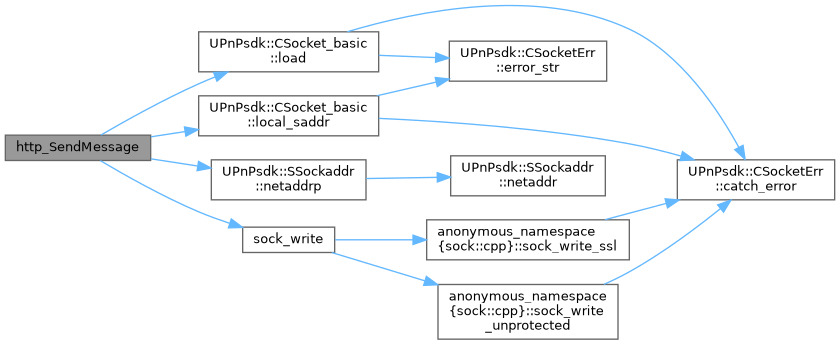 http_SendMessage
UPnPsdk::CSocket_basic
::load
UPnPsdk::CSocket_basic
::local_saddr
UPnPsdk::SSockaddr
::netaddrp
sock_write
UPnPsdk::CSocketErr
::error_str
UPnPsdk::SSockaddr
::netaddr
anonymous_namespace
{sock::cpp}::sock_write_ssl
anonymous_namespace
{sock::cpp}::sock_write
_unprotected
UPnPsdk::CSocketErr
::catch_error